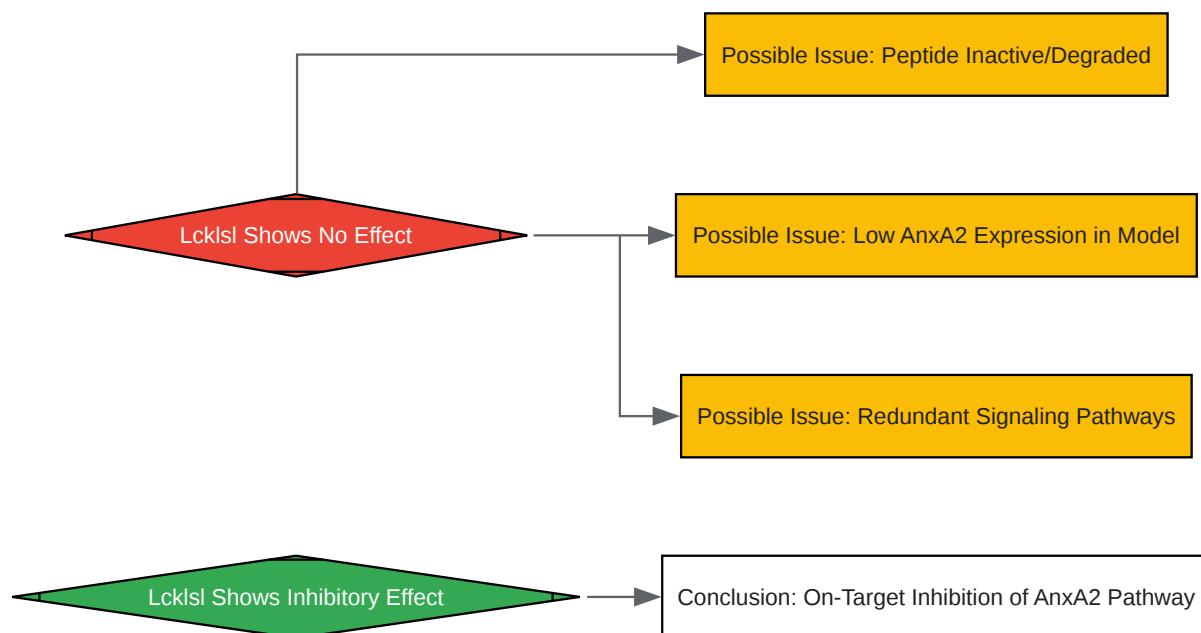 Possible Issue: Peptide Inactive/Degraded
Lcklsl Shows No Effect
Possible Issue: Low AnxA2 Expression in Model
Possible Issue: Redundant Signaling Pathways
Lcklsl Shows Inhibitory Effect
Conclusion: On-Target Inhibition of AnxA2 Pathway